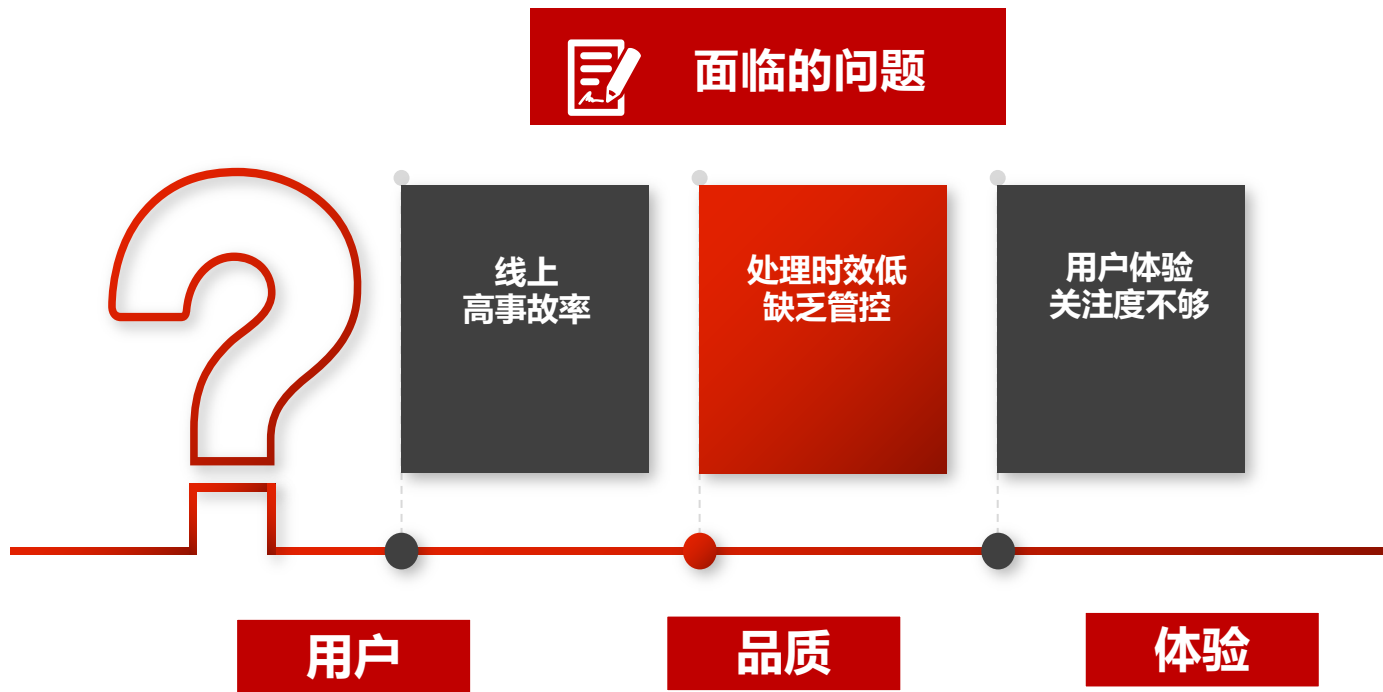 面临的问题
线上
高事故率
处理时效低
缺乏管控
用户体验
关注度不够
用户
品质
体验